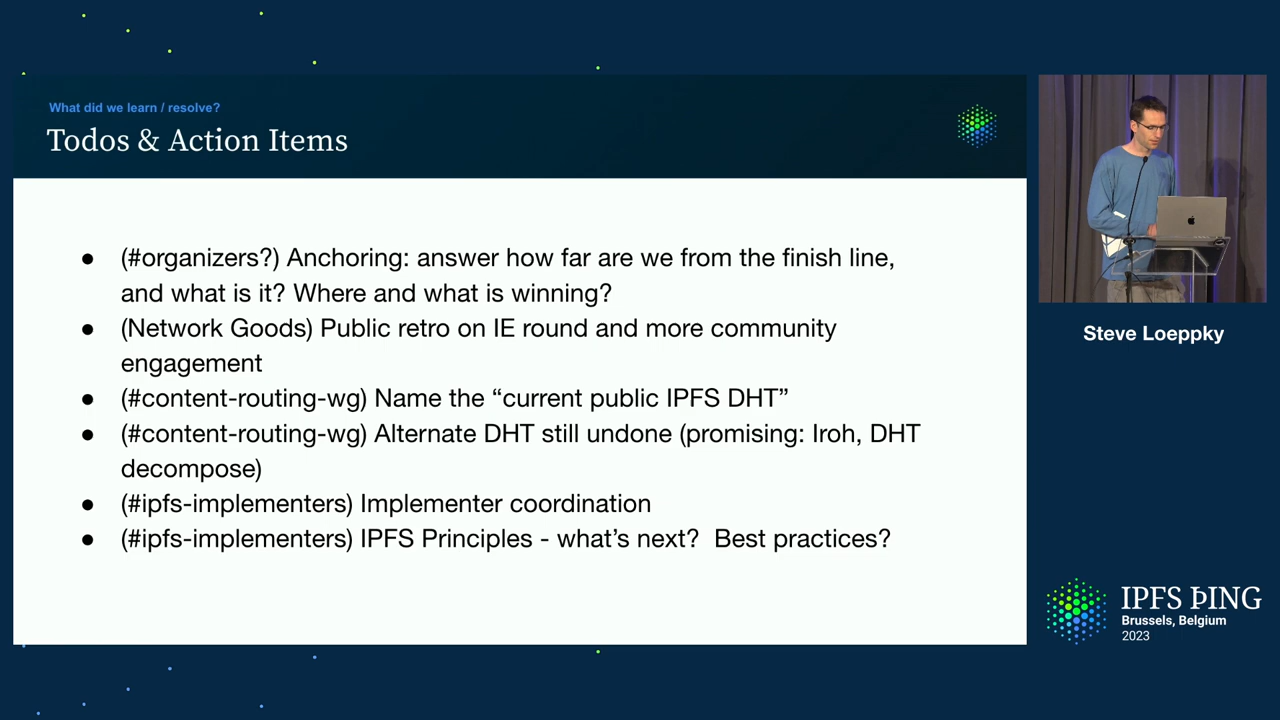 What did we learn / resolve?
Todos & Action Items
● (#organizers?) Anchoring: answer how far are we from the finish line,
and what is it? Where and what is winning?
● (Network Goods) Public retro on IE round and more community
engagement
● (#content-routing-wg) Name the “current public IPFS DHT”
● (#content-routing-wg) Alternate DHT still undone (promising: Iroh, DHT
decompose)
● (#ipfs-implementers) Implementer coordination
● (#ipfs-implementers) IPFS Principles - what’s next?  Best practices?
Steve Loeppky
IPFS ÞING
Brussels, Belgium
2023